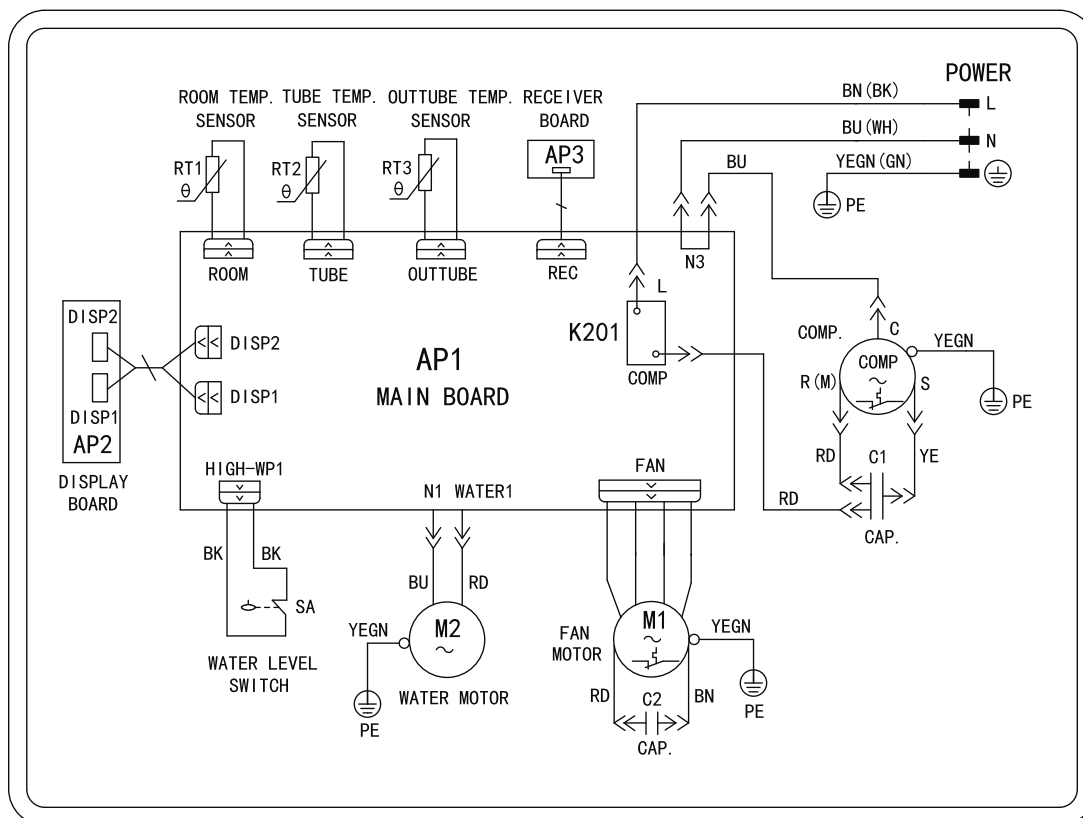 POWER
BN(BK)
L
BU(WH)
N
BU
YEGN(GN)
PE
ROOM TEMP.
SENSOR
TUBE TEMP.
SENSOR
OUTTUBE TEMP.
SENSOR
RECEIVER
BOARD
RT1
θ
RT2
θ
RT3
θ
AP3
ROOM
TUBE
OUTTUBE
REC
N3
L
K201
COMP
AP1
MAIN BOARD
DISP2
DISP1
AP2
DISPLAY
BOARD
DISP2
DISP1
COMP.
C
COMP
YEGN
PE
R(M)
S
RD
C1
YE
RD
CAP.
HIGH-WP1
BK
BK
SA
WATER LEVEL
SWITCH
N1 WATER1
BU
RD
M2
YEGN
PE
WATER MOTOR
FAN
M1
FAN
MOTOR
YEGN
PE
RD
C2
BN
CAP.